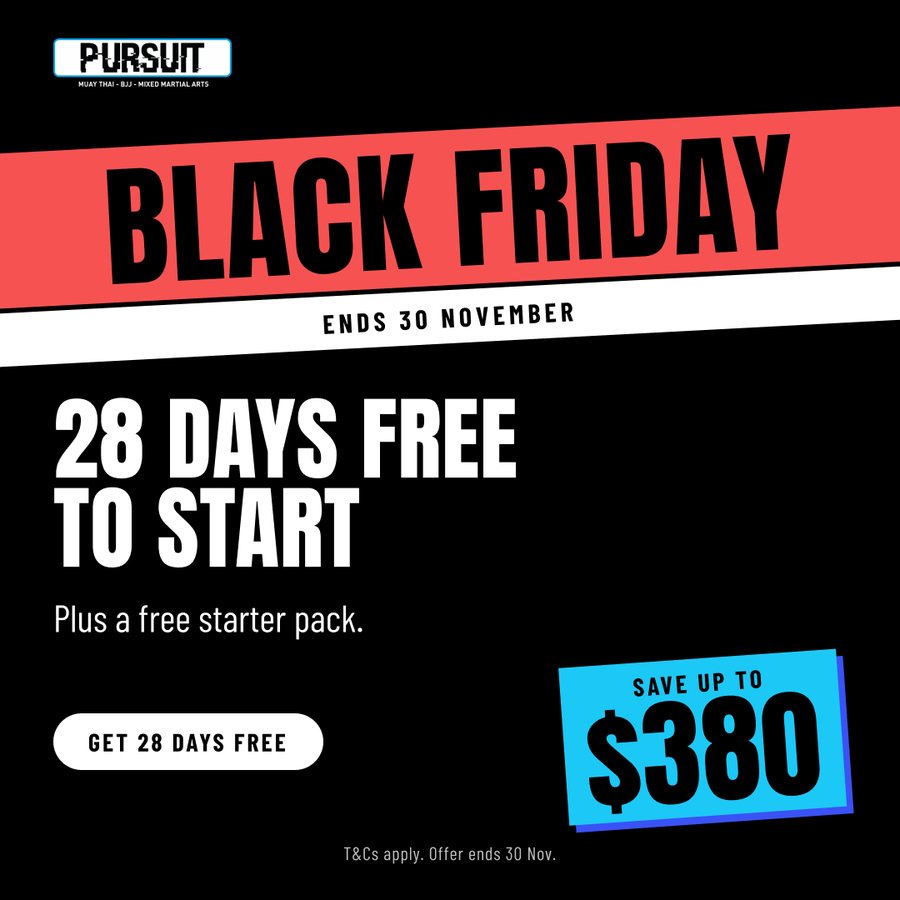 PURSUIT
MUAY THAI - BJJ - MIXED MARTIAL ARTS
BLACK FRIDAY
ENDS 30 NOVEMBER
28 DAYS FREE
TO START
Plus a free starter pack.
SAVE UP TO
$380
GET 28 DAYS FREE
T&Cs apply. Offer ends 30 Nov.